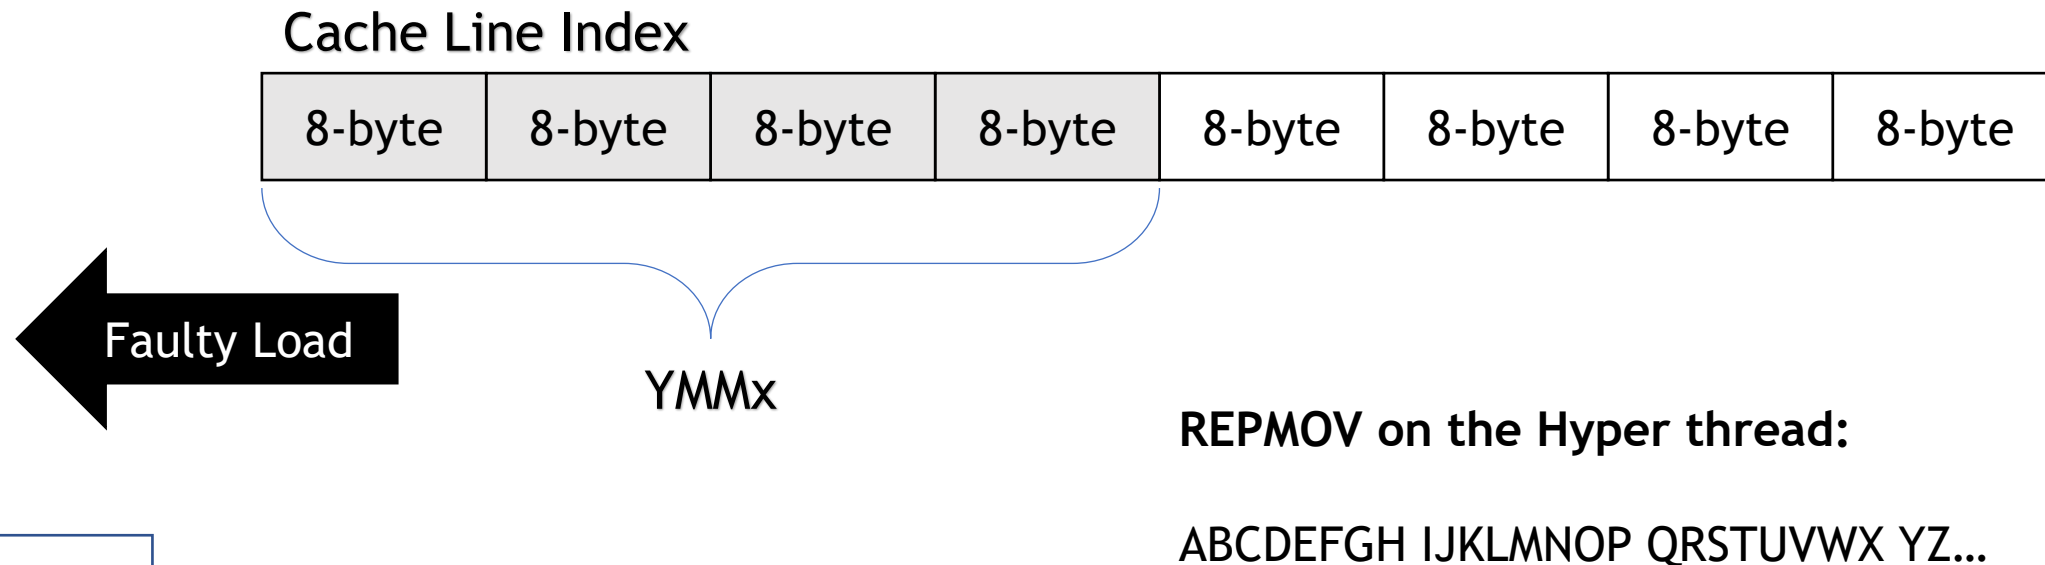 Cache Line Index
8-byte 8-byte 8-byte 8-byte 8-byte 8-byte 8-byte 8-byte
Faulty Load
YMMx
REPMOV on the Hyper thread:
ABCDEFGH IJKLMNOP QRSTUVWX YZ…